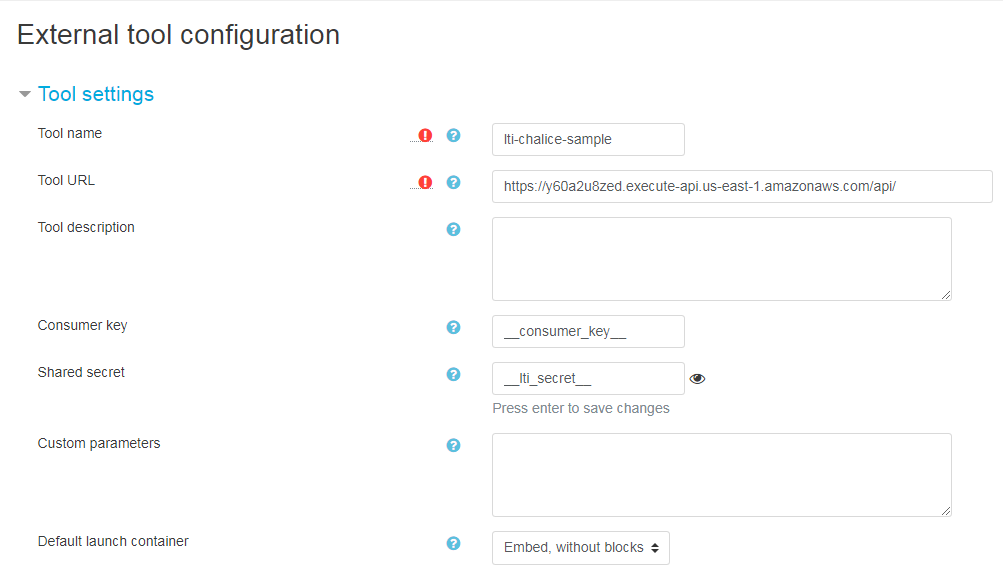 External tool configuration
Tool settings
Tool name
lti-chalice-sample
Tool URL
https://y60a2u8zed.execute-api.us-east-1.amazonaws.com/api/
Tool description
Consumer key
__consumer_key__
Shared secret
__lti_secret__
Press enter to save changes
Custom parameters
Default launch container
Embed, without blocks